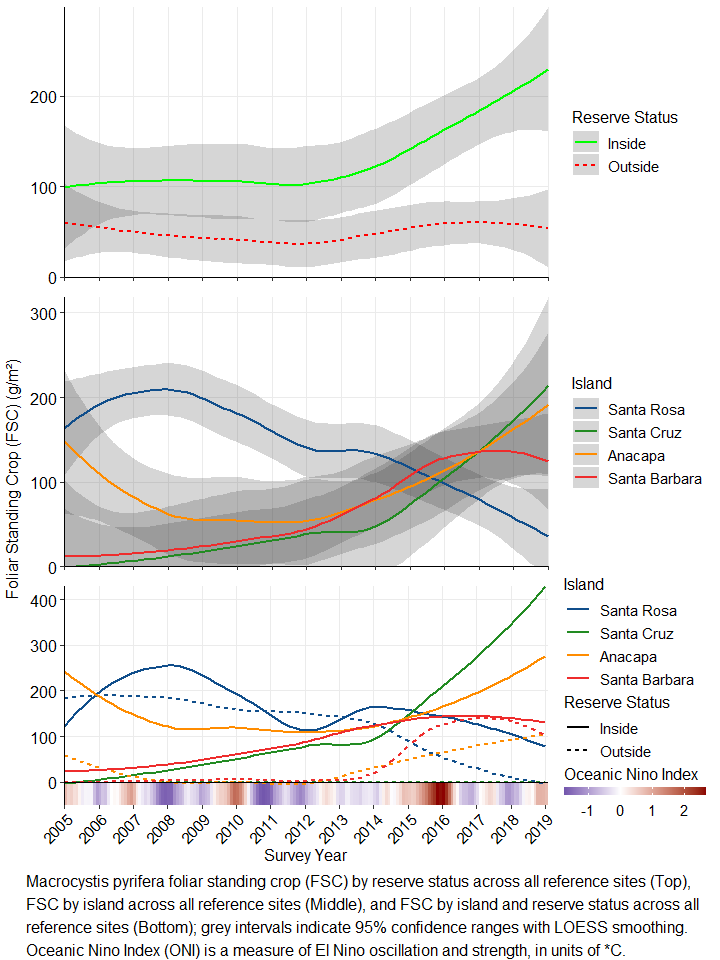 200
100
0
Reserve Status
Inside
Outside
Foliar Standing Crop (FSC) (g/m²)
300
200
100
0
Island
Santa Rosa
Santa Cruz
Anacapa
Santa Barbara
400
300
200
100
0
Island
Santa Rosa
Santa Cruz
Anacapa
Santa Barbara
Reserve Status
Inside
Outside
Oceanic Nino Index
-1 0 1 2
2005 2006 2007 2008 2009 2010 2011 2012 2013 2014 2015 2016 2017 2018 2019
Survey Year
Macrocystis pyrifera foliar standing crop (FSC) by reserve status across all reference sites (Top),
FSC by island across all reference sites (Middle), and FSC by island and reserve status across all
reference sites (Bottom); grey intervals indicate 95% confidence ranges with LOESS smoothing.
Oceanic Nino Index (ONI) is a measure of El Nino oscillation and strength, in units of *C.